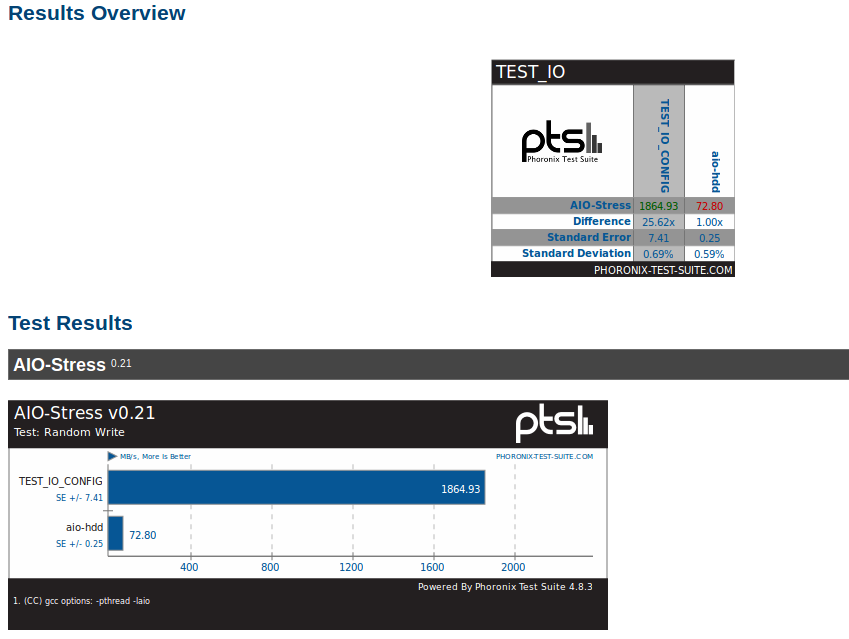 Results Overview
TEST_IO
TEST_IO_CONFIG
aio-hdd
pts
Phoronix Test Suite
AIO-Stress 1864.93 72.80
Difference 25.62x 1.00x
Standard Error 7.41 0.25
Standard Deviation 0.69% 0.59%
PHORONIX-TEST-SUITE.COM
Test Results
AIO-Stress 0.21
AIO-Stress v0.21
Test: Random Write
pts
MB/s, More Is Better PHORONIX-TEST-SUITE.COM
TEST_IO_CONFIG 1864.93
SE +/- 7.41
aio-hdd 72.80
SE +/- 0.25
400 800 1200 1600 2000
Powered By Phoronix Test Suite 4.8.3
1. (CC) gcc options: -pthread -laio